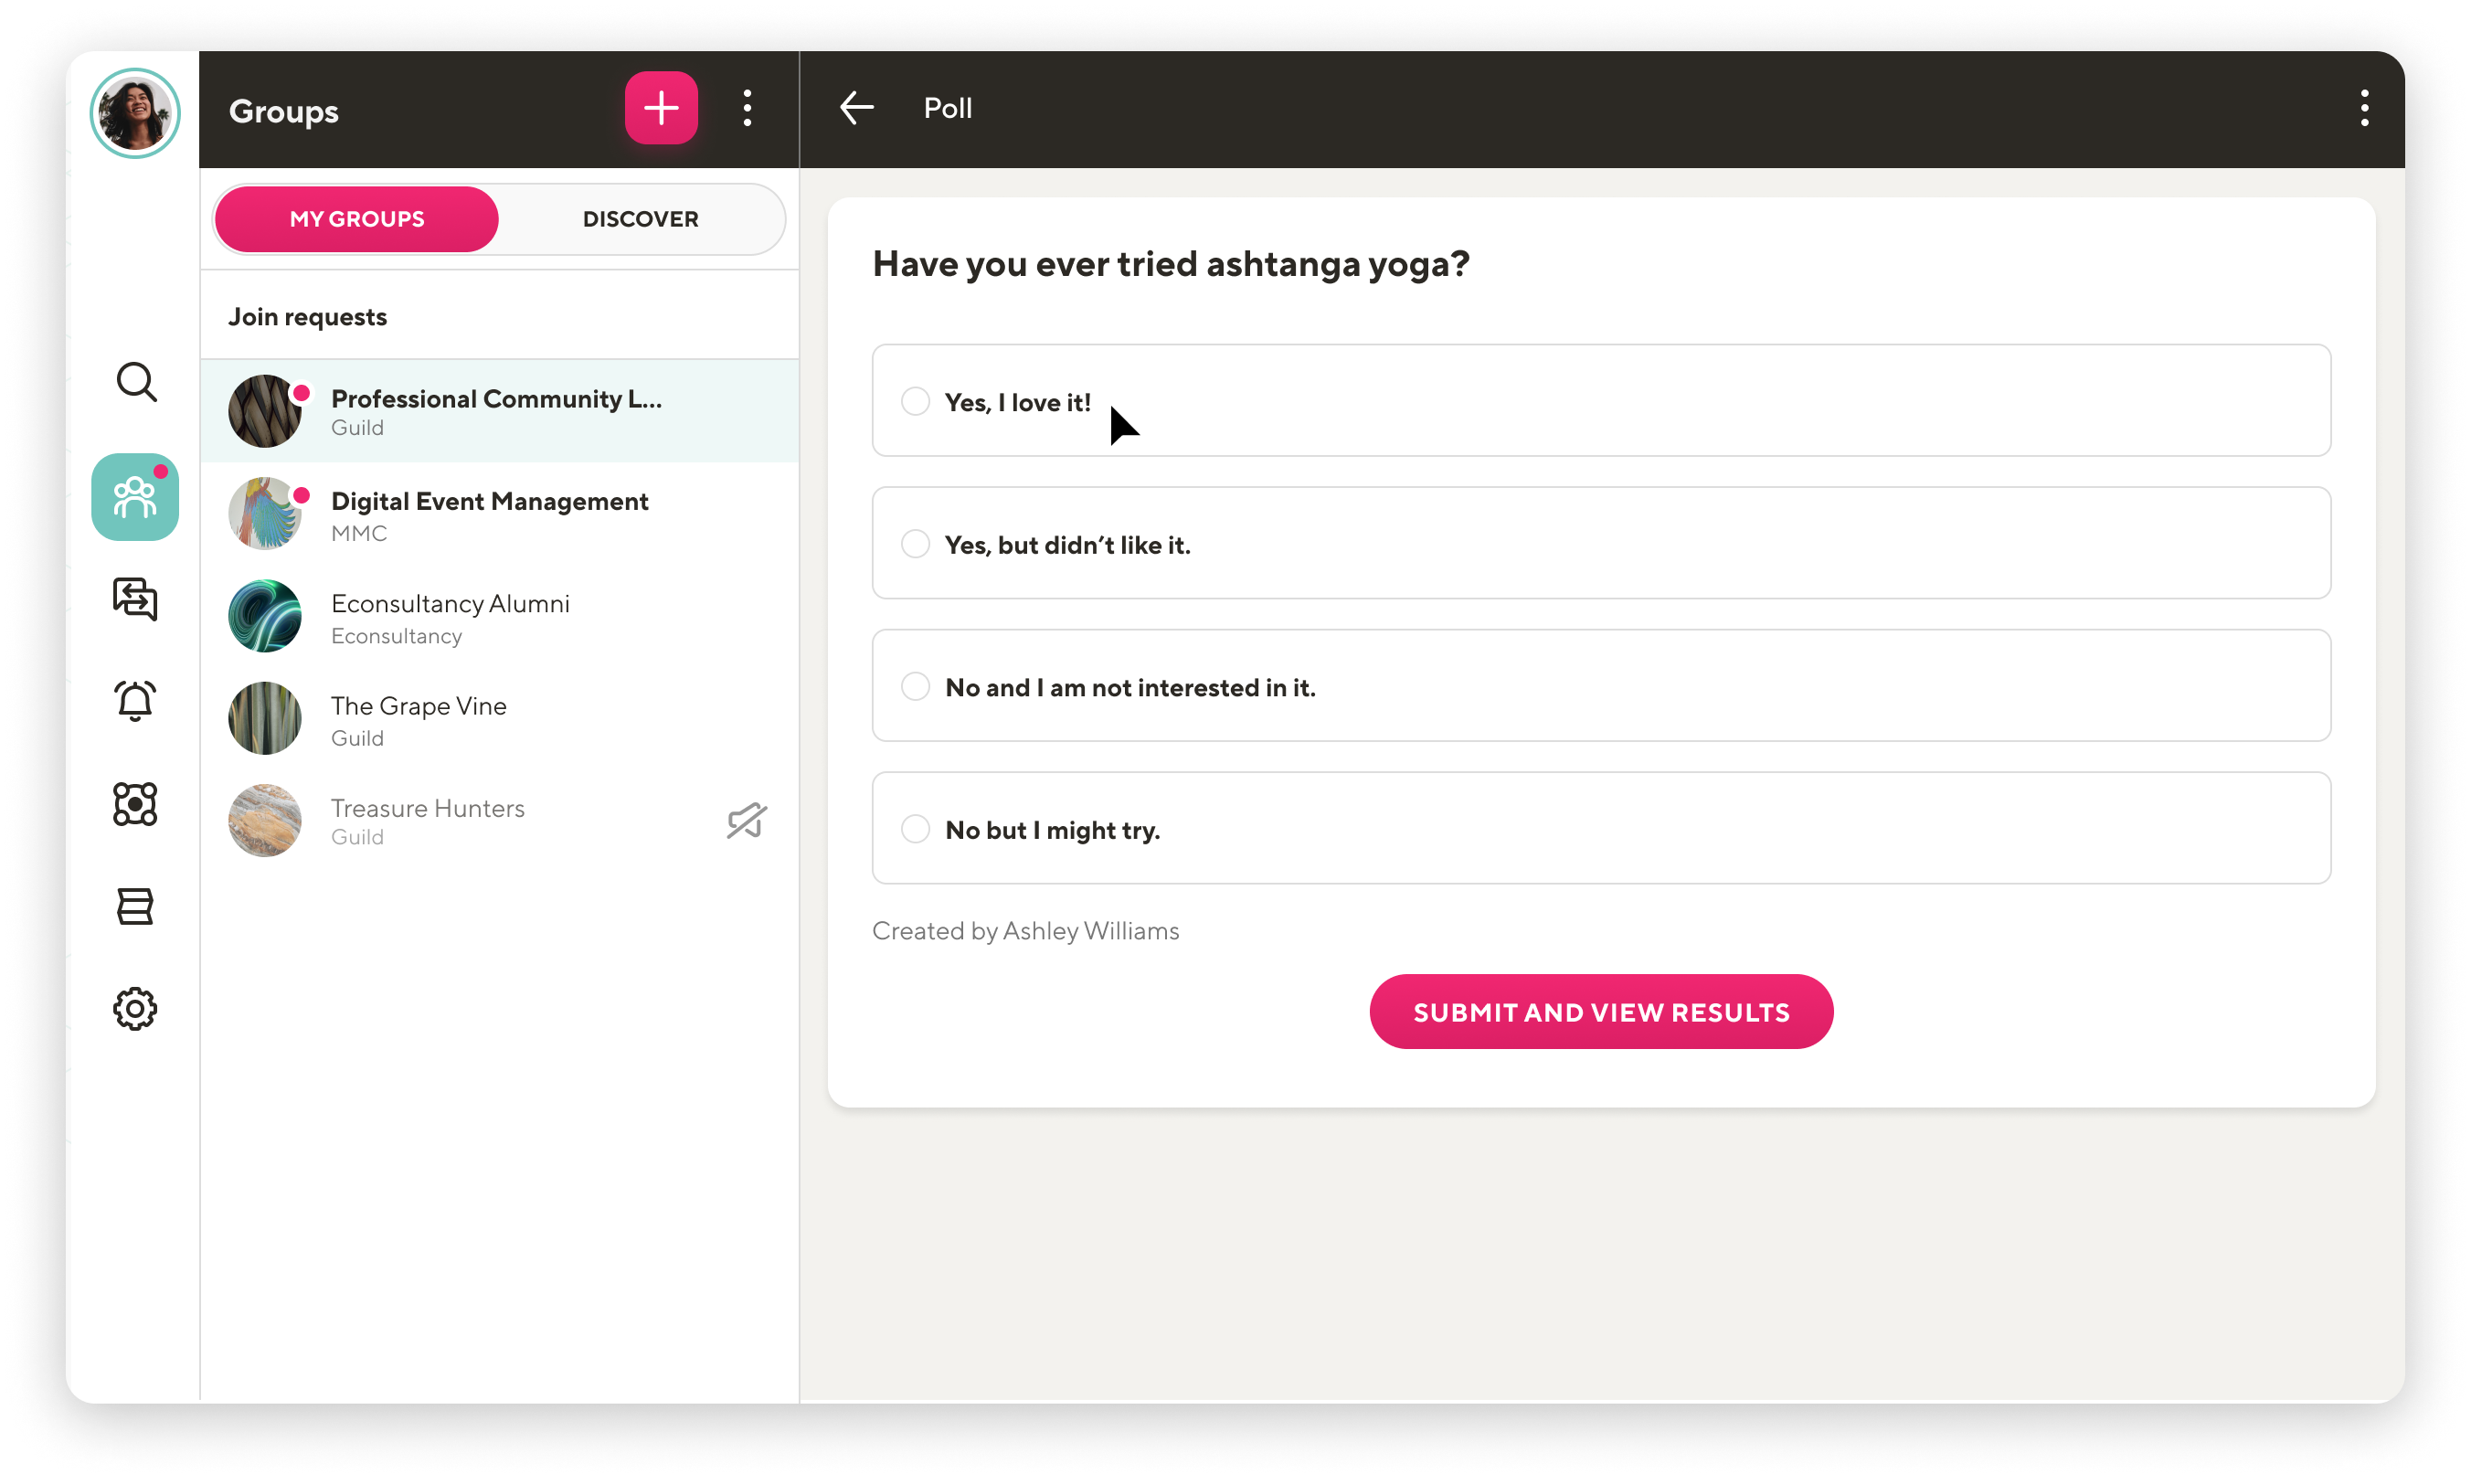 Groups
MY GROUPS
DISCOVER
Join requests
Professional Community L...
Guild
Digital Event Management
MMC
Econsultancy Alumni
Econsultancy
The Grape Vine
Guild
Treasure Hunters
Guild
Poll
Have you ever tried ashtanga yoga?
Yes, I love it!
Yes, but didn’t like it.
No and I am not interested in it.
No but I might try.
Created by Ashley Williams
SUBMIT AND VIEW RESULTS